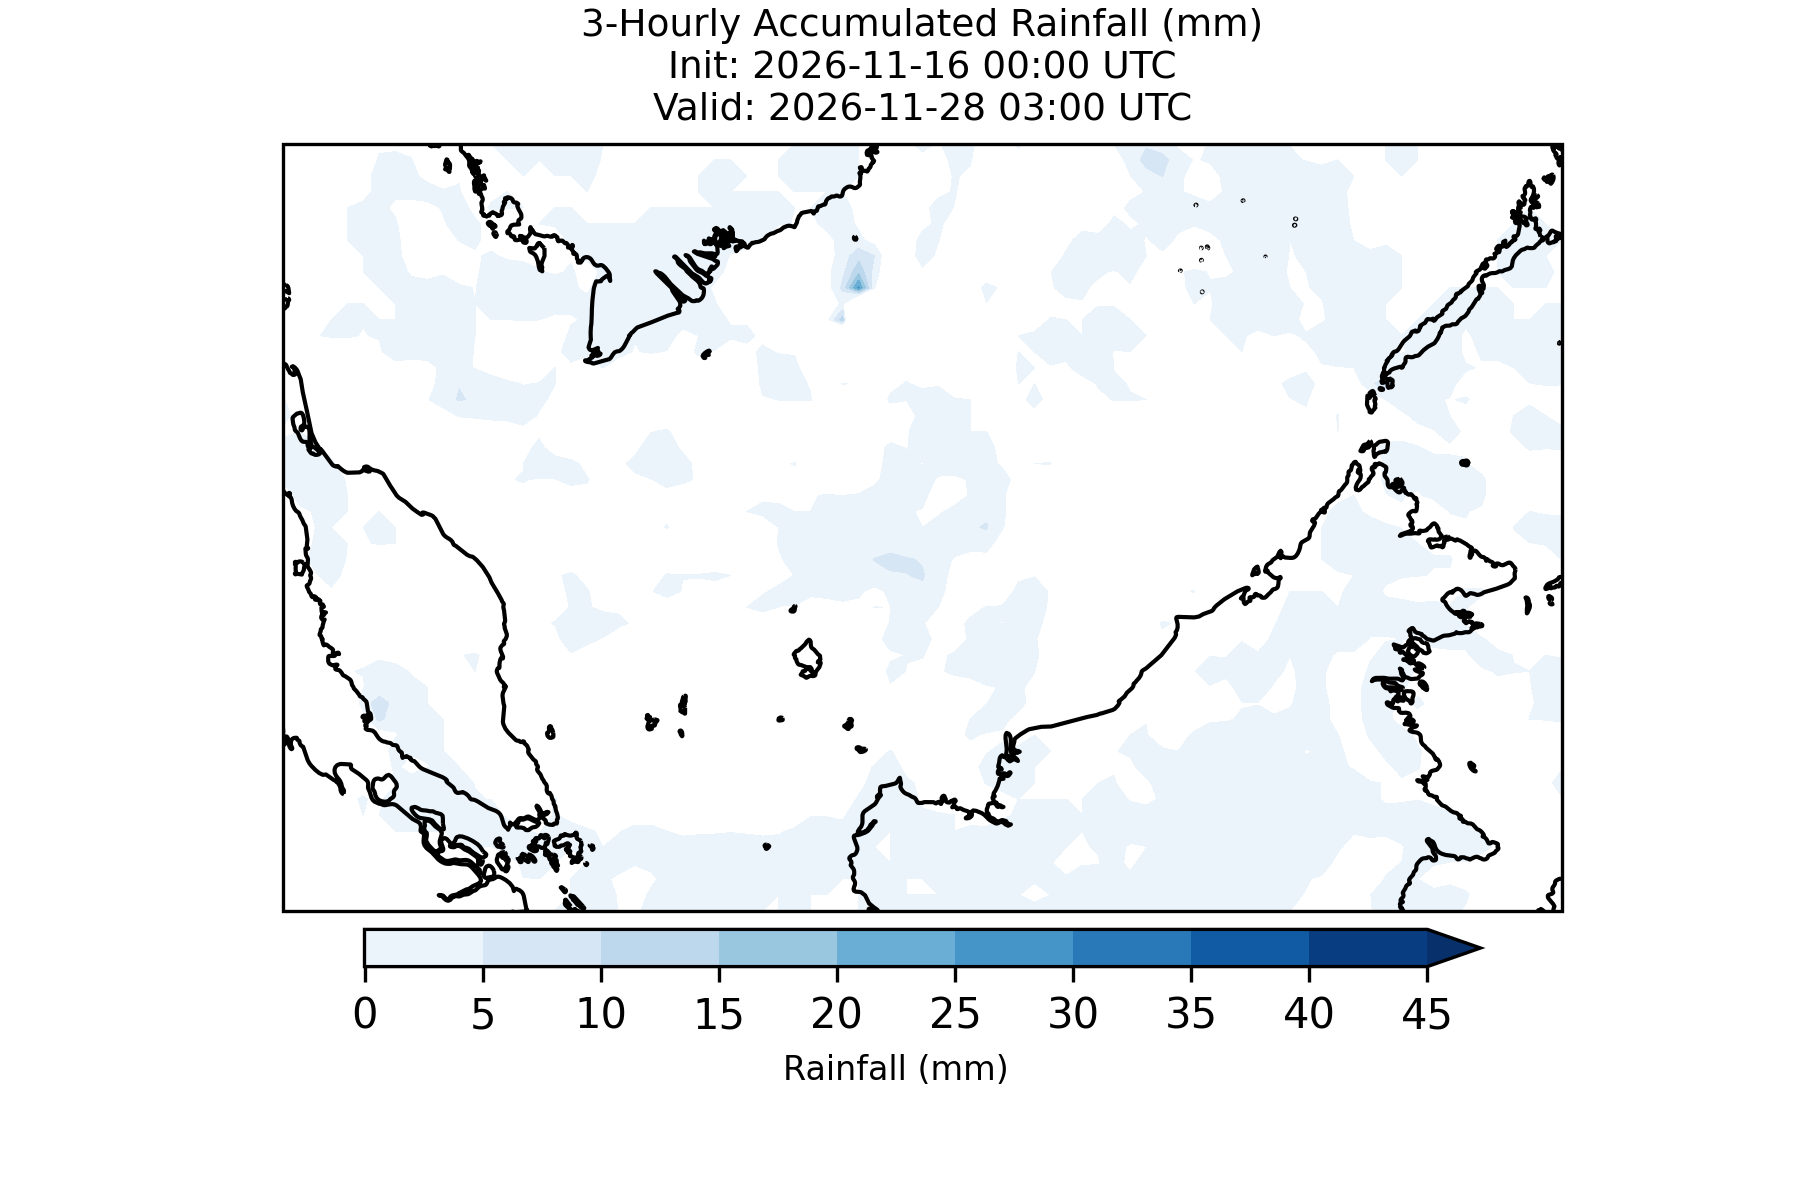 3-Hourly Accumulated Rainfall (mm)
Init: 2026-11-16 00:00 UTC
Valid: 2026-11-28 03:00 UTC
0 5 10 15 20 25 30 35 40 45
Rainfall (mm)